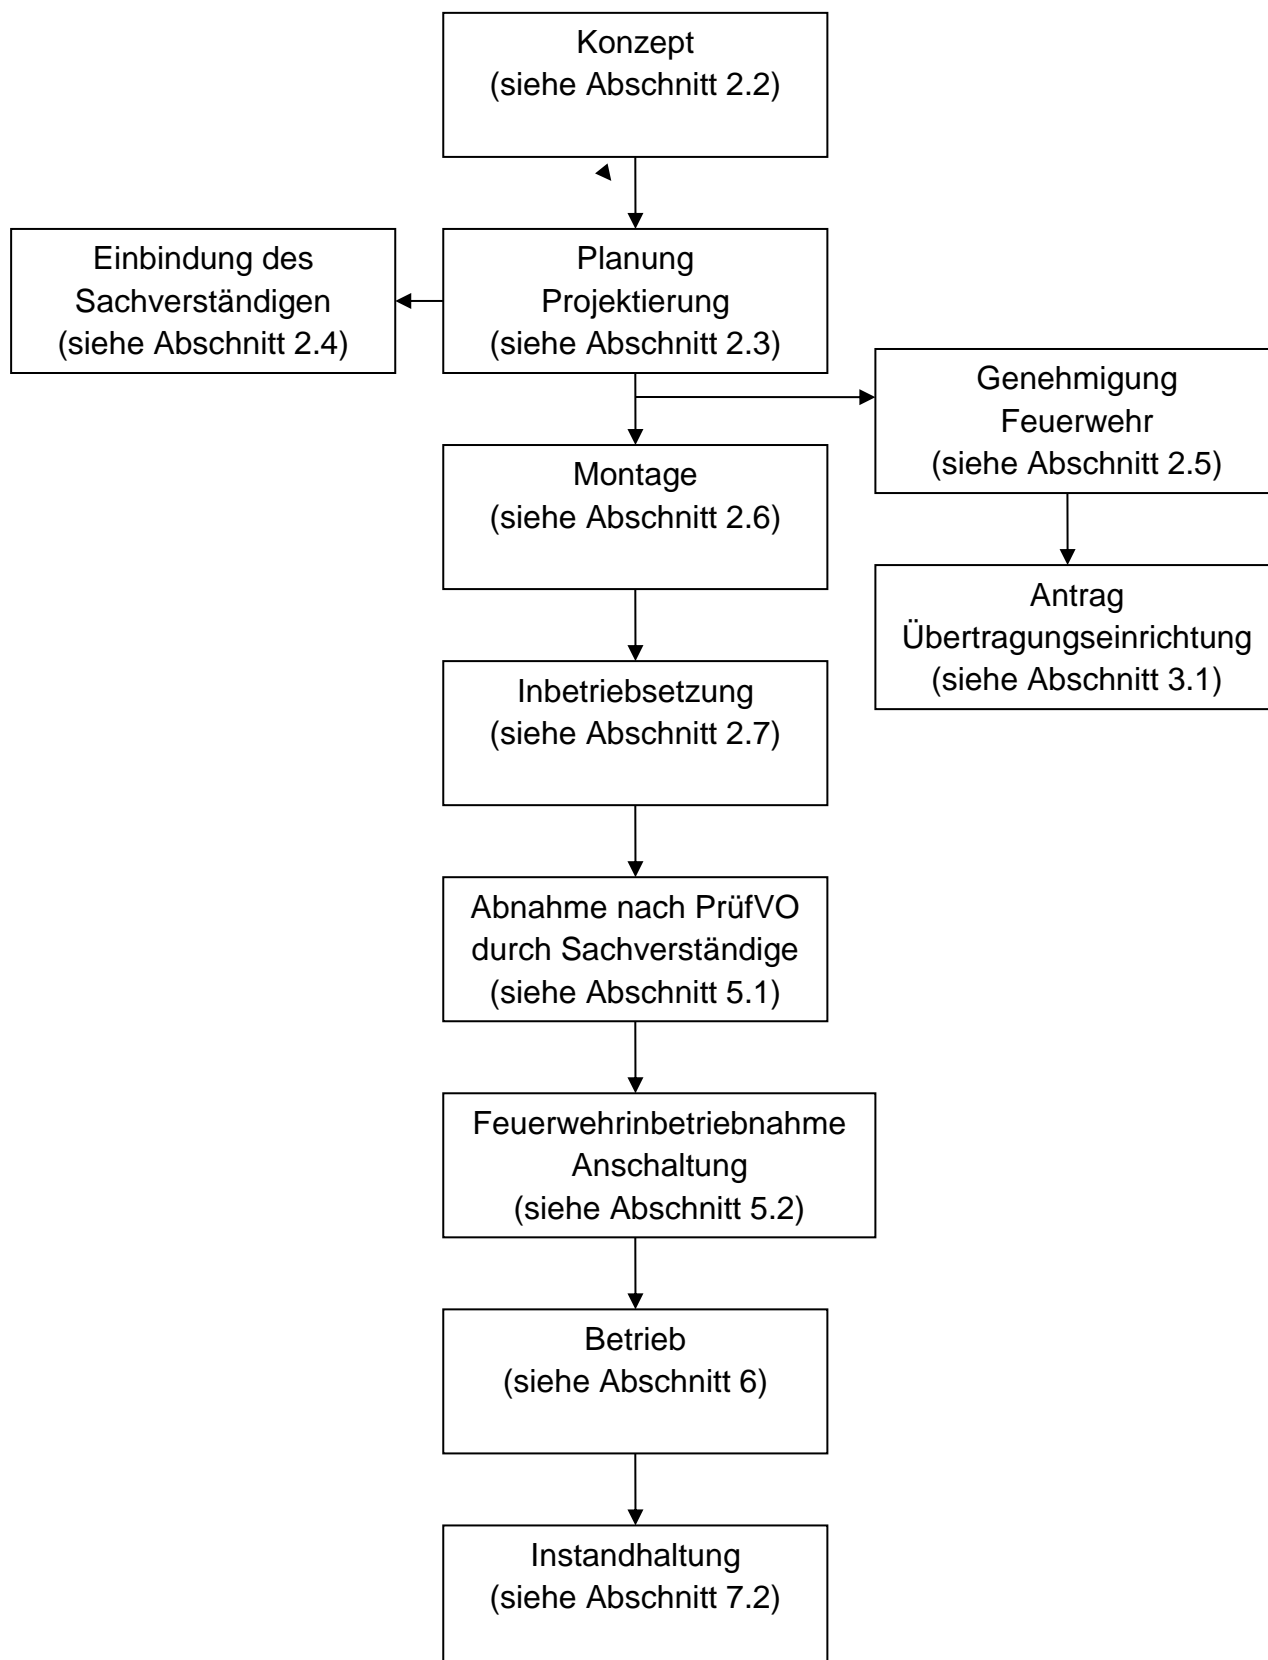 Konzept
(siehe Abschnitt 2.2)
Einbindung des
Sachverständigen
(siehe Abschnitt 2.4)
Planung
Projektierung
(siehe Abschnitt 2.3)
Genehmigung
Feuerwehr
(siehe Abschnitt 2.5)
Montage
(siehe Abschnitt 2.6)
Antrag
Übertragungseinrichtung
(siehe Abschnitt 3.1)
Inbetriebsetzung
(siehe Abschnitt 2.7)
Abnahme nach PrüfVO
durch Sachverständige
(siehe Abschnitt 5.1)
Feuerwehrinbetriebnahme
Anschaltung
(siehe Abschnitt 5.2)
Betrieb
(siehe Abschnitt 6)
Instandhaltung
(siehe Abschnitt 7.2)